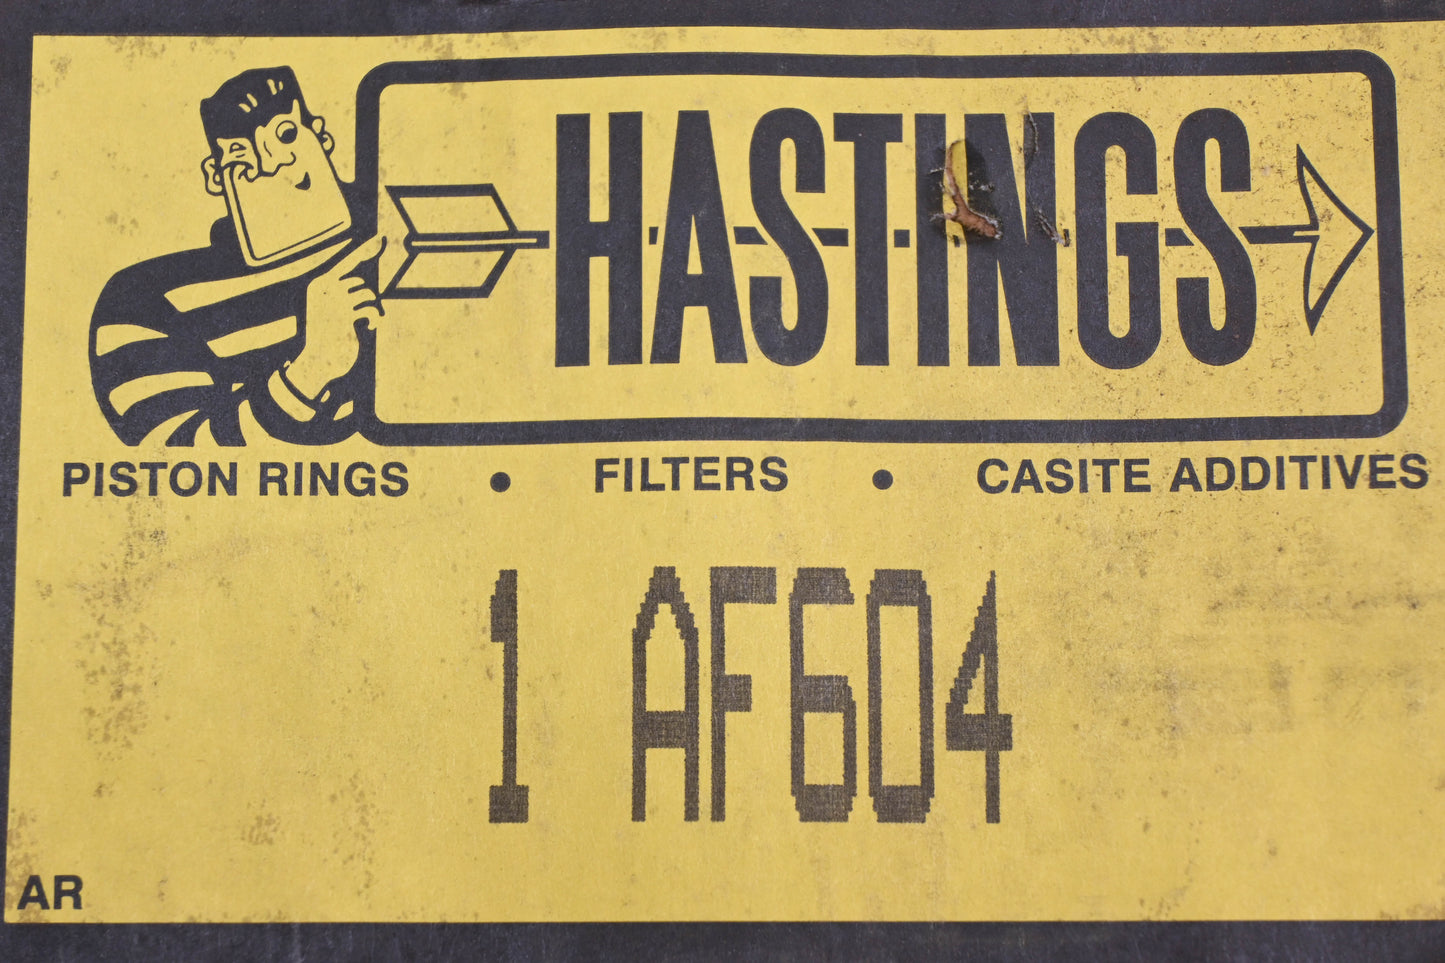 HASTINGS
PISTON RINGS • FILTERS • CASITE ADDITIVES
1 AF604
AR